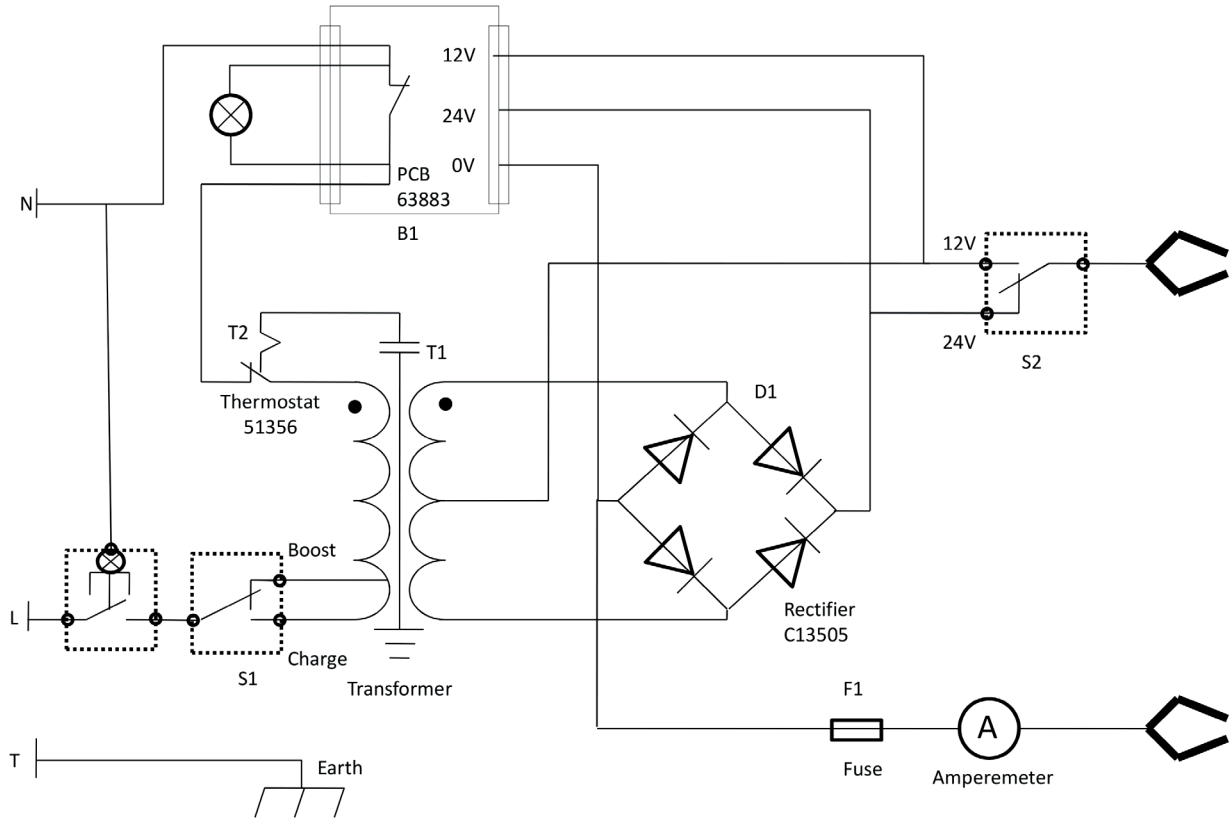 12V
24V
0V
PCB
63883
B1
N
12V
24V
S2
T2
T1
Thermostat
51356
D1
Boost
L
Rectifier
C13505
Charge
S1
Transformer
F1
A
T
Earth
Fuse
Amperemeter